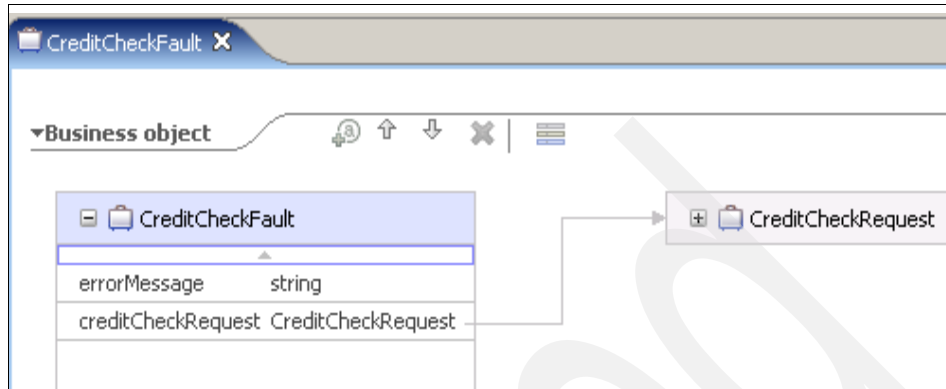 CreditCheckFault
Business object
CreditCheckFault
CreditCheckRequest
errorMessage string
creditCheckRequest CreditCheckRequest